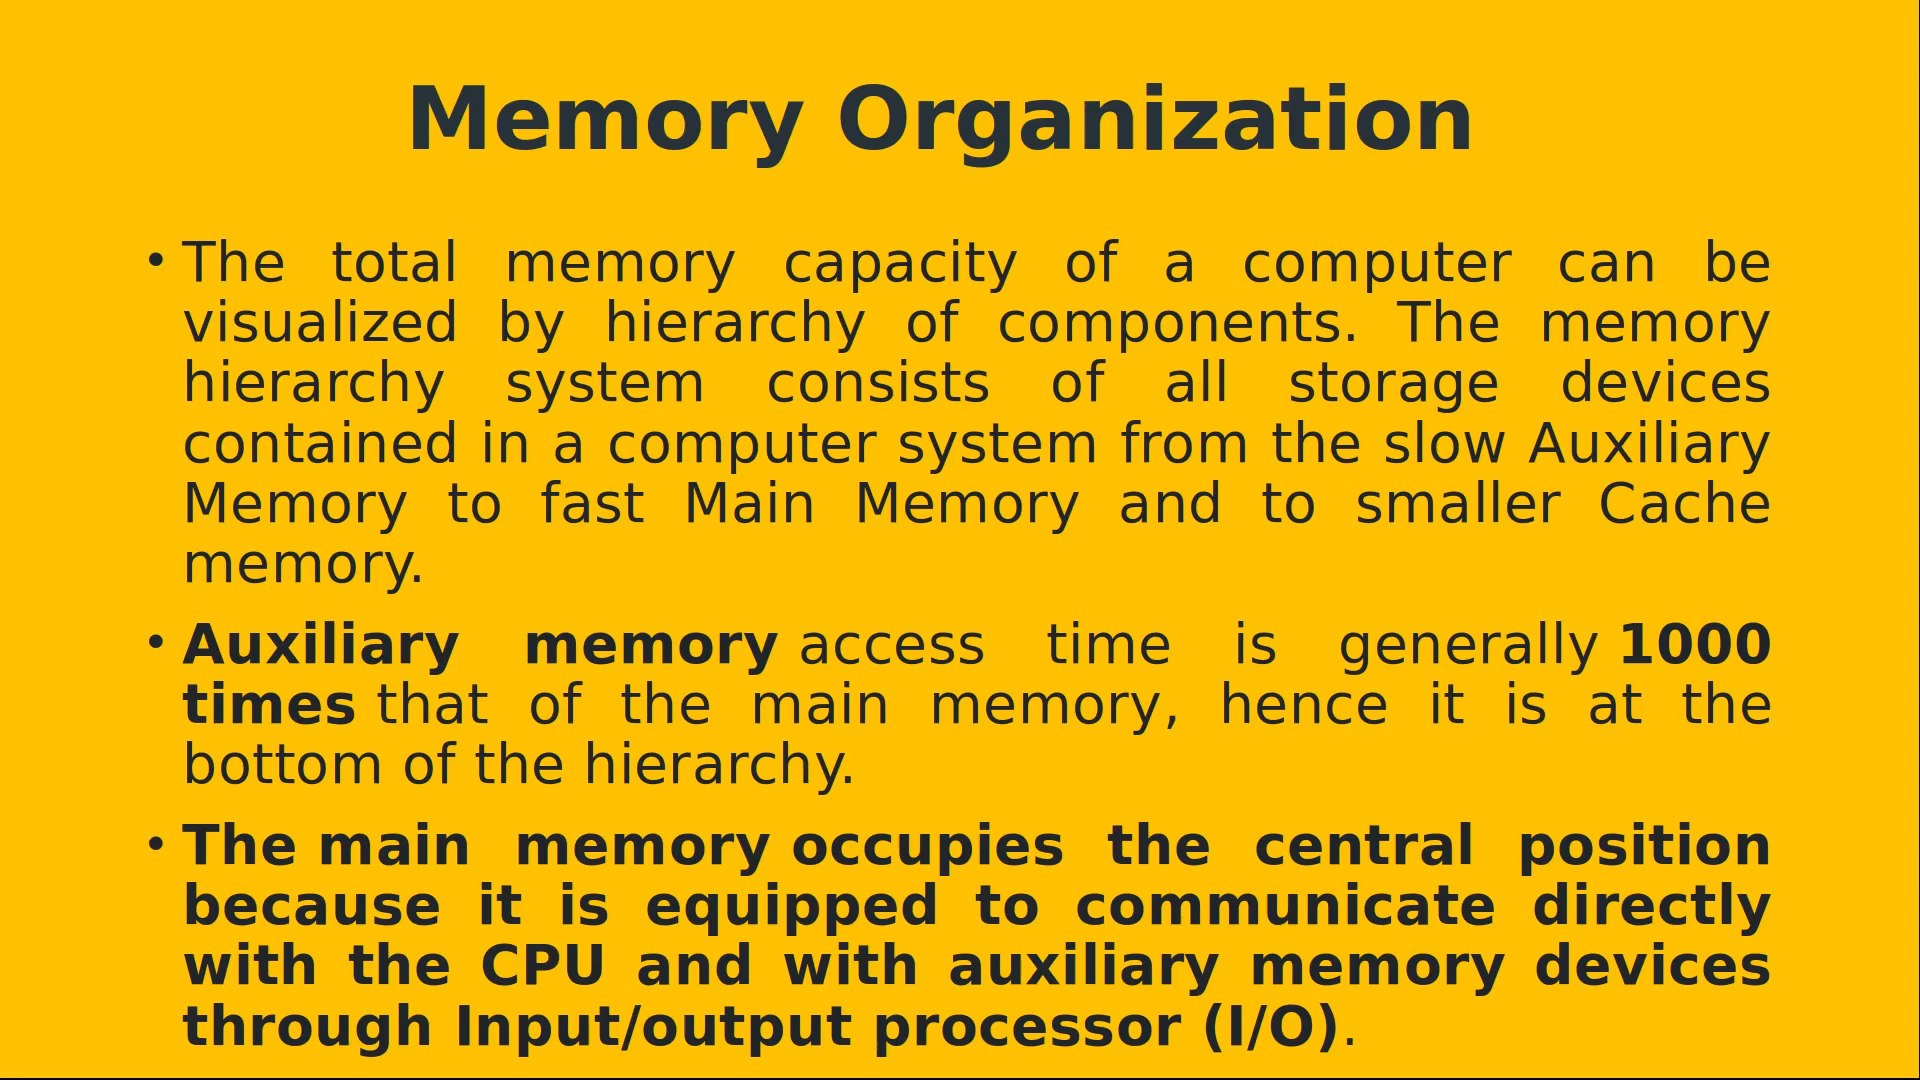 Memory Organization
• The total memory capacity of a computer can be
visualized by hierarchy of components. The memory
hierarchy system consists of all storage devices
contained in a computer system from the slow Auxiliary
Memory to fast Main Memory and to smaller Cache
memory.
• Auxiliary memory access time is generally 1000
times that of the main memory, hence it is at the
bottom of the hierarchy.
• The main memory occupies the central position
because it is equipped to communicate directly
with the CPU and with auxiliary memory devices
through Input/output processor (I/O).